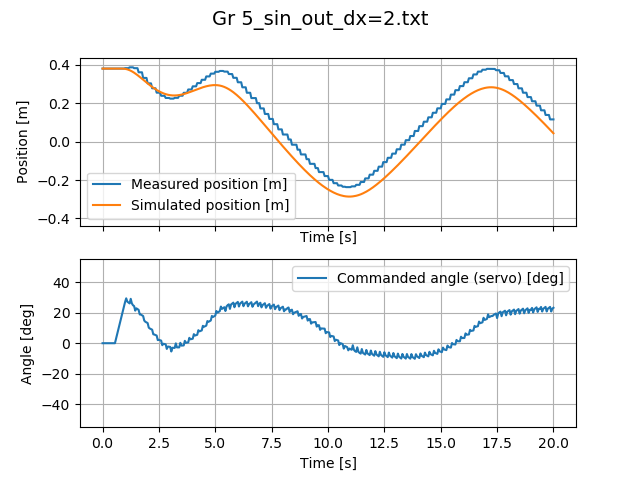 Gr 5_sin_out_dx=2.txt
Position [m]
0.4
0.2
0.0
−0.2
−0.4
Measured position [m]
Simulated position [m]
Time [s]
Angle [deg]
40
20
0
−20
−40
Commanded angle (servo) [deg]
0.0 2.5 5.0 7.5 10.0 12.5 15.0 17.5 20.0
Time [s]